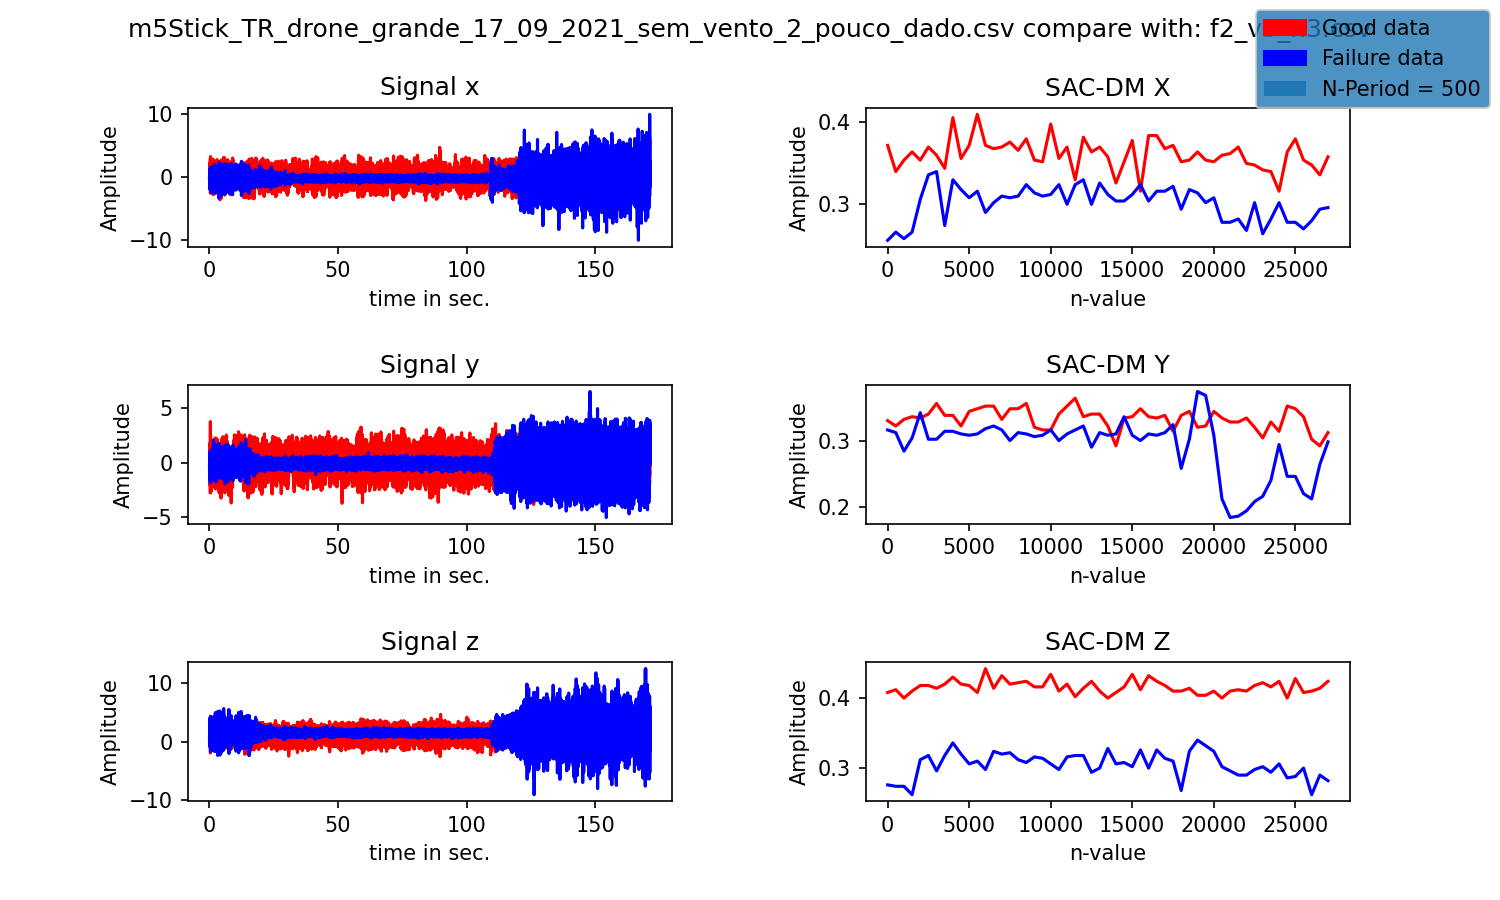 m5Stick_TR_drone_grande_17_09_2021_sem_vento_2_pouco_dado.csv compare with:
Good data
Failure data
N-Period = 500
Signal x
SAC-DM X
Amplitude
10
0
−10
0 50 100 150
time in sec.
Amplitude
0.4
0.3
0 5000 10000 15000 20000 25000
n-value
Signal y
SAC-DM Y
Amplitude
5
0
−5
0 50 100 150
time in sec.
Amplitude
0.3
0.2
0 5000 10000 15000 20000 25000
n-value
Signal z
SAC-DM Z
Amplitude
10
0
−10
0 50 100 150
time in sec.
Amplitude
0.4
0.3
0 5000 10000 15000 20000 25000
n-value